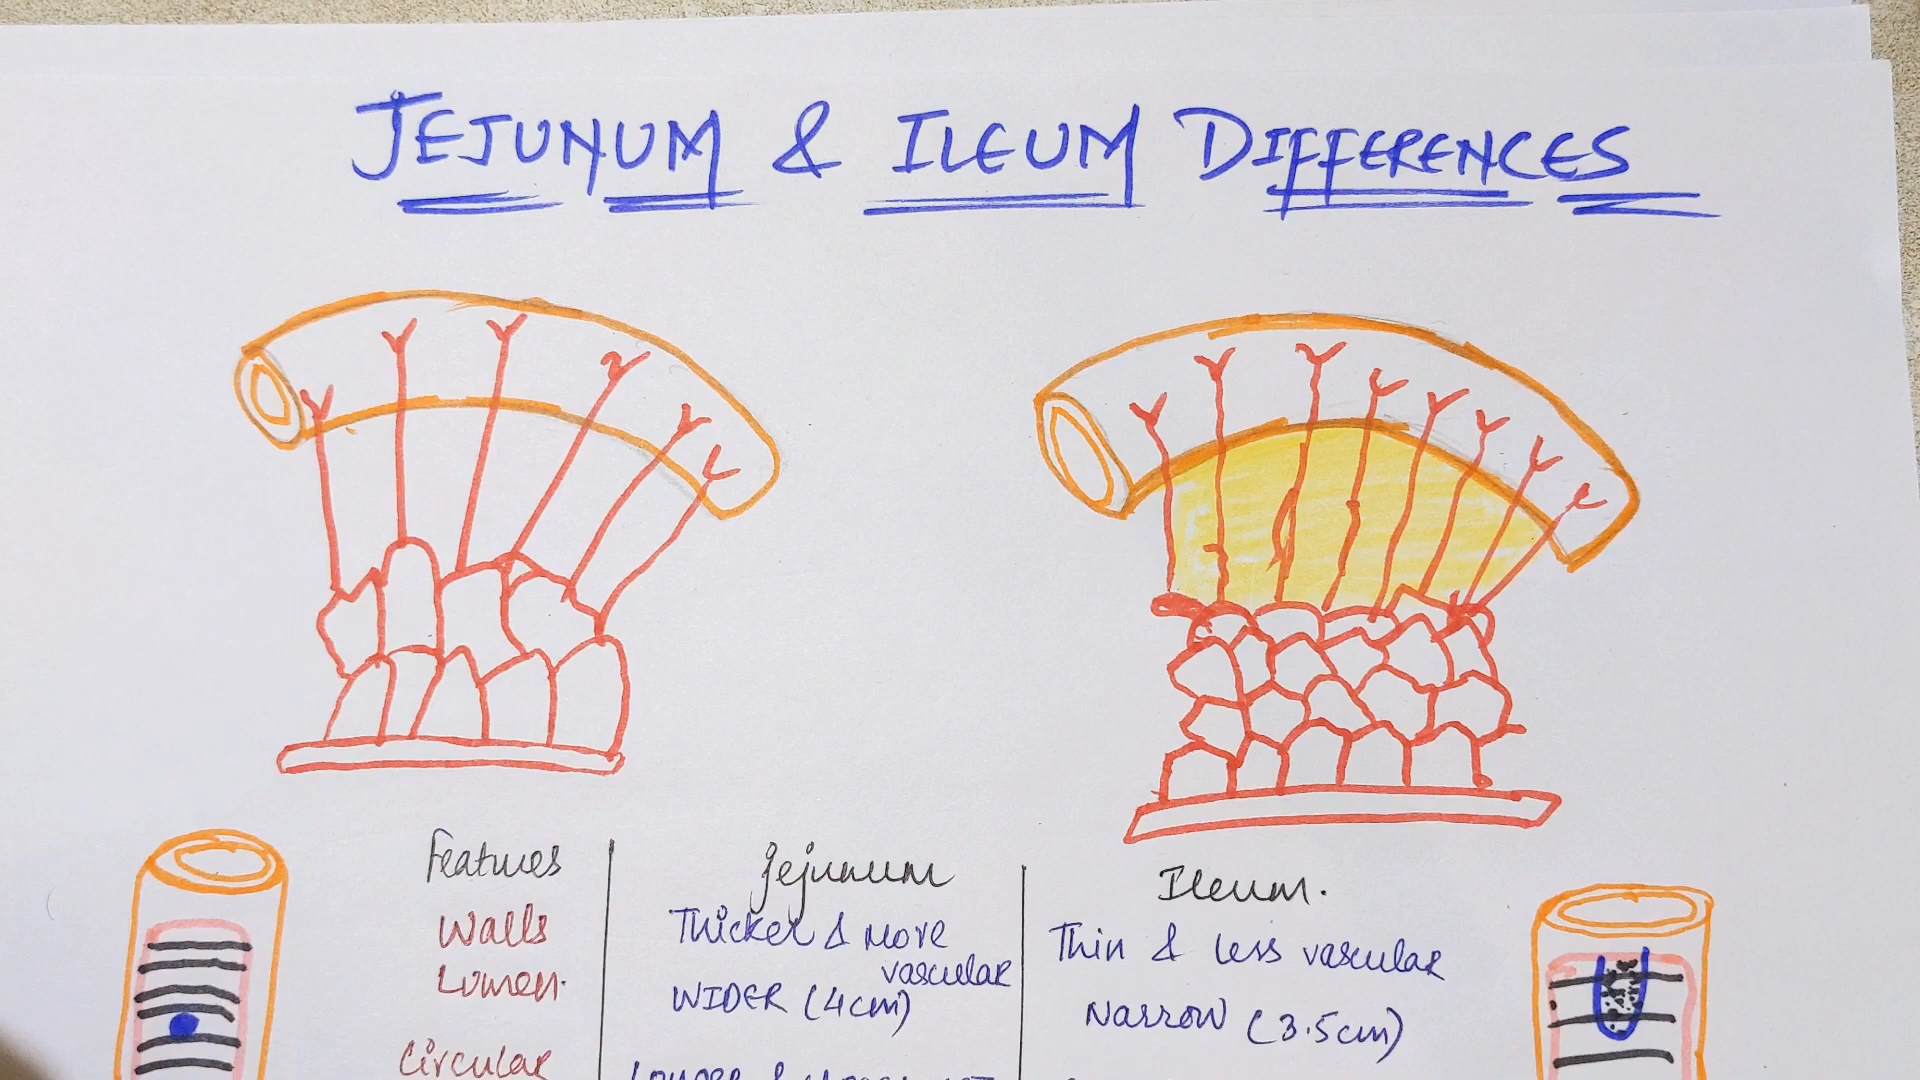 JEJUNUM & ILEUM DIFFERENCES
Features Jejunum Ileum.
Walls Thicker & More vascular Thin & Less vascular
Lumen. WIDER (4cm) Narrow (3.5cm)
Circular